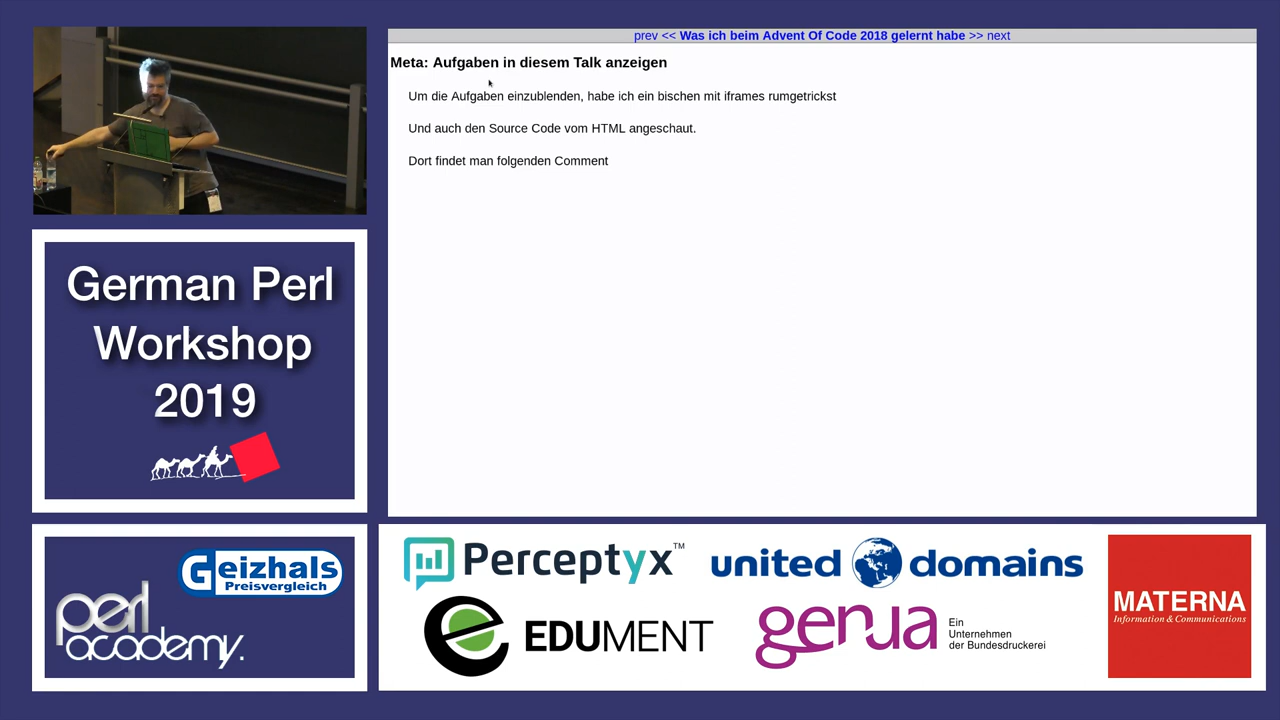 prev << Was ich beim Advent Of Code 2018 gelernt habe >> next
Meta: Aufgaben in diesem Talk anzeigen
Um die Aufgaben einzublenden, habe ich ein bischen mit iframes rumgetrickst
Und auch den Source Code vom HTML angeschaut.
Dort findet man folgenden Comment
German Perl
Workshop
2019
Geizhals
Preisvergleich
perl
academy.
Perceptyx™
united domains
EDUMENT
genua
Ein
Unternehmen
der Bundesdruckerei
MATERNA
Information & Communications